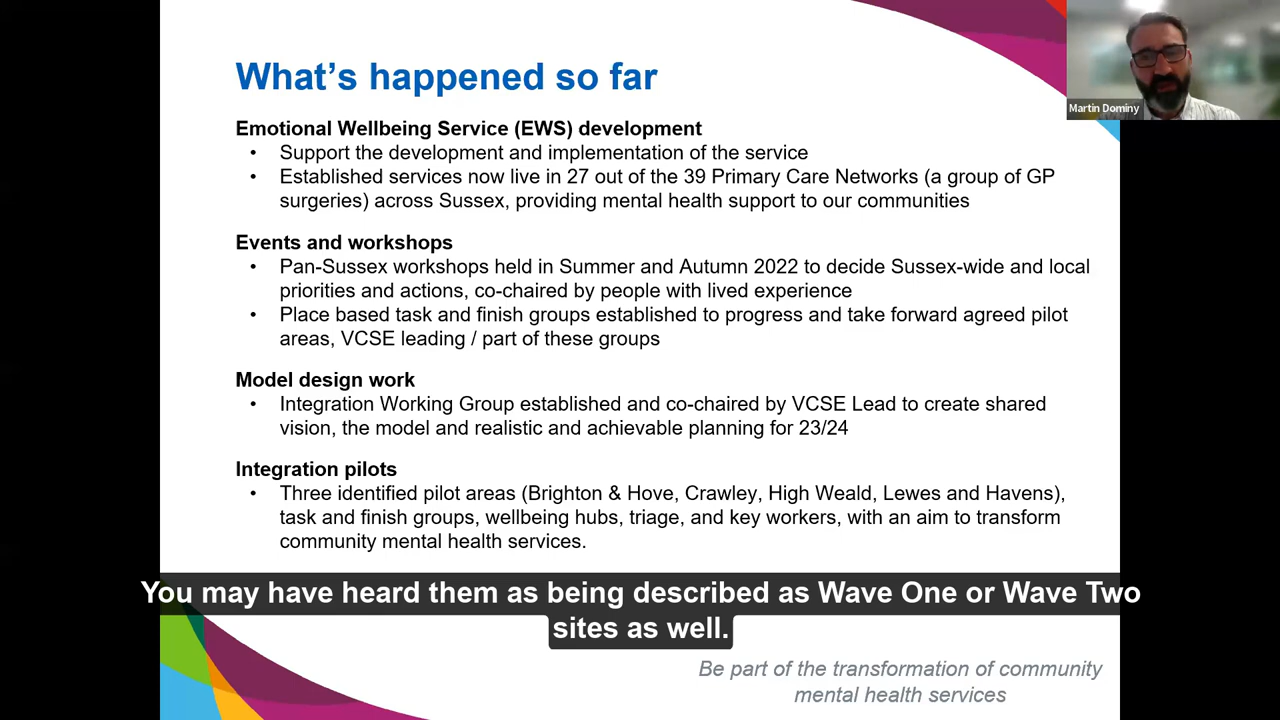 What's happened so far
Martin Dominy
Emotional Wellbeing Service (EWS) development
• Support the development and implementation of the service
• Established services now live in 27 out of the 39 Primary Care Networks (a group of GP
surgeries) across Sussex, providing mental health support to our communities
Events and workshops
• Pan-Sussex workshops held in Summer and Autumn 2022 to decide Sussex-wide and local
priorities and actions, co-chaired by people with lived experience
• Place based task and finish groups established to progress and take forward agreed pilot
areas, VCSE leading / part of these groups
Model design work
• Integration Working Group established and co-chaired by VCSE Lead to create shared
vision, the model and realistic and achievable planning for 23/24
Integration pilots
• Three identified pilot areas (Brighton & Hove, Crawley, High Weald, Lewes and Havens),
task and finish groups, wellbeing hubs, triage, and key workers, with an aim to transform
community mental health services.
You may have heard them as being described as Wave One or Wave Two
sites as well.
Be part of the transformation of community
mental health services